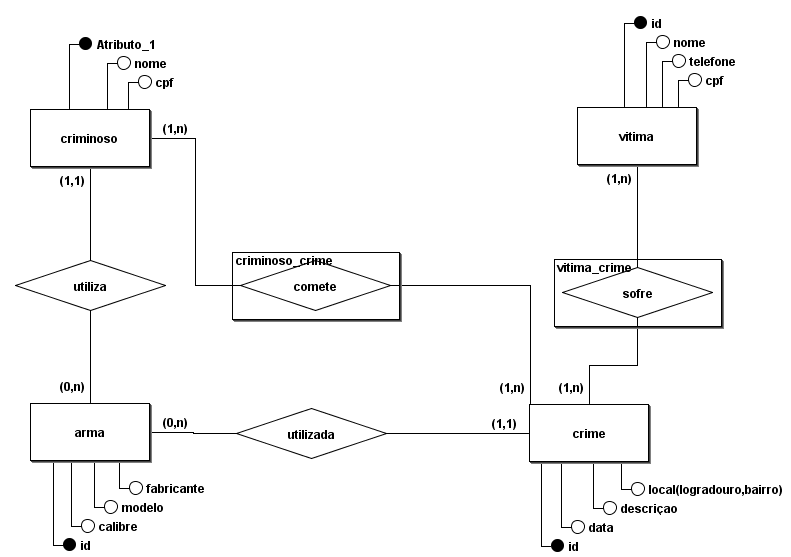 id
nome
telefone
cpf
vitima
(1,n)
Atributo_1
nome
cpf
criminoso
(1,n)
(1,1)
utiliza
criminoso_crime
comete
vitima_crime
sofre
(0,n)
(1,n)
(1,n)
arma
(0,n)
utilizada
(1,1)
crime
fabricante
modelo
calibre
id
local(logradouro,bairro)
descriçao
data
id